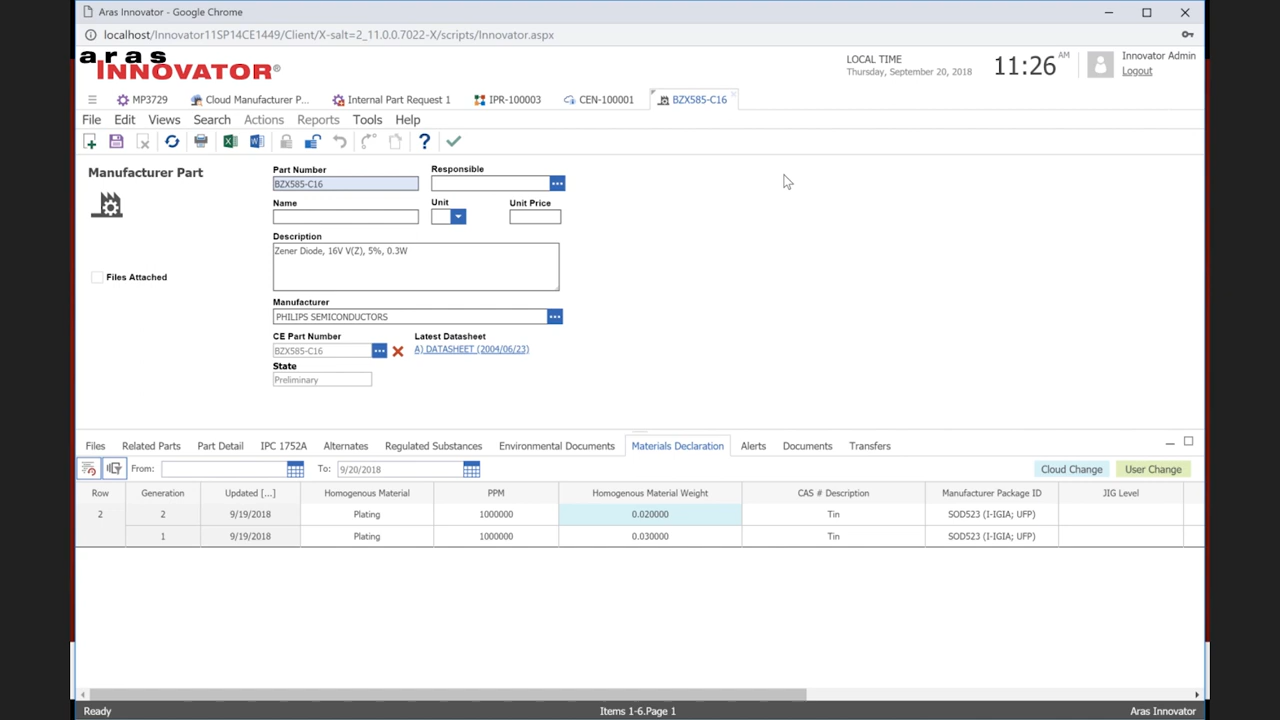 Aras Innovator - Google Chrome
localhost/Innovator11SP14CE1449/Client/X-salt=2_11.0.0.7022-X/scripts/Innovator.aspx
aras
INNOVATOR®
LOCAL TIME
Thursday, September 20, 2018
11:26 AM
Innovator Admin
Logout
MP3729 Cloud Manufacturer P... Internal Part Request 1 IPR-100003 CEN-100001 BZX585-C16
File Edit Views Search Actions Reports Tools Help
Manufacturer Part
Part Number Responsible
BZX585-C16
Name Unit Unit Price
Description
Zener Diode, 16V V(Z), 5%, 0.3W
Files Attached
Manufacturer
PHILIPS SEMICONDUCTORS
CE Part Number Latest Datasheet
BZX585-C16 A) DATASHEET (2004/06/23)
State
Preliminary
Files Related Parts Part Detail IPC 1752A Alternates Regulated Substances Environmental Documents Materials Declaration Alerts Documents Transfers
From: To: 9/20/2018 Cloud Change User Change
Row Generation Updated [...] Homogenous Material PPM Homogenous Material Weight CAS # Description Manufacturer Package ID JIG Level
2 2 9/19/2018 Plating 1000000 0.020000 Tin SOD523 (I-IGIA; UFP)
1 9/19/2018 Plating 1000000 0.030000 Tin SOD523 (I-IGIA; UFP)
Ready Items 1-6.Page 1 Aras Innovator